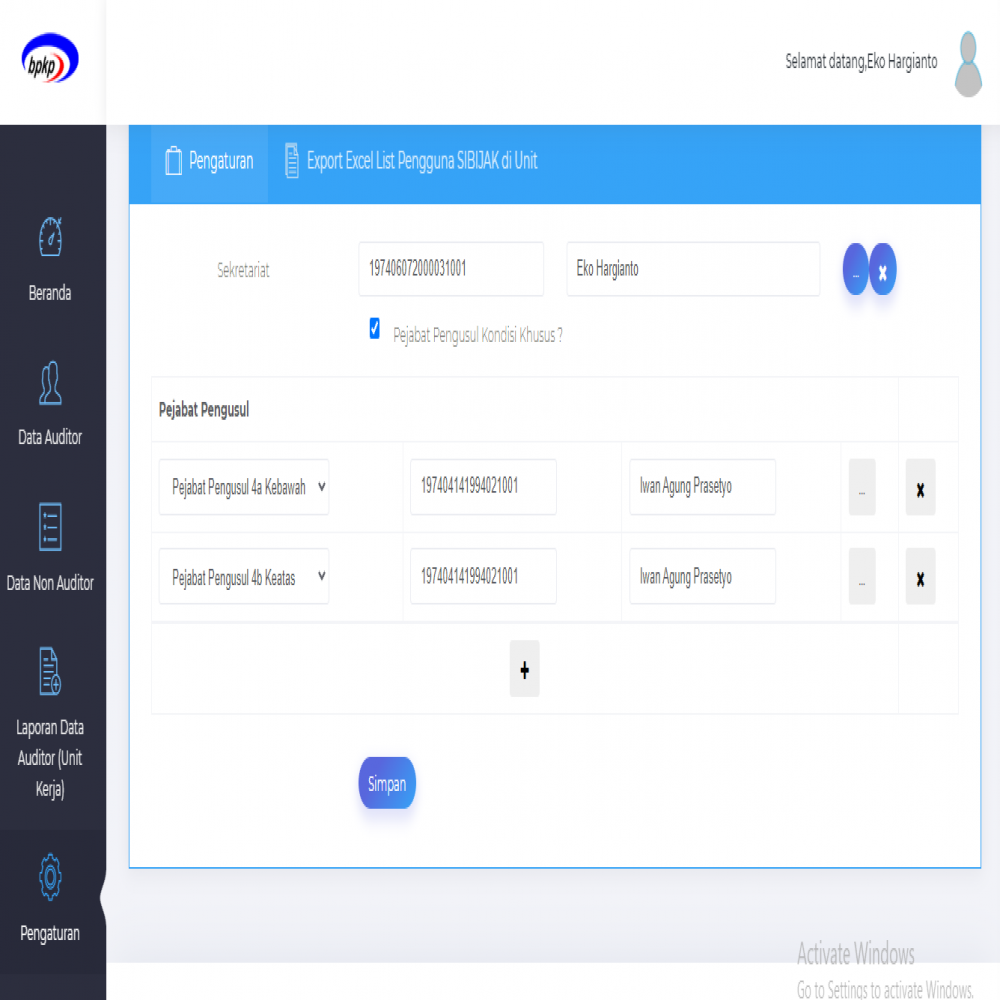 bpkp
Selamat datang,Eko Hargianto
Pengaturan
Export Excel List Pengguna SIBIJAK di Unit
Beranda
Data Auditor
Data Non Auditor
Laporan Data
Auditor (Unit
Kerja)
Pengaturan
Sekretariat
197406072000031001
Eko Hargianto
...
x
Pejabat Pengusul Kondisi Khusus ?
Pejabat Pengusul
Pejabat Pengusul 4a Kebawah
197404141994021001
Iwan Agung Prasetyo
...
x
Pejabat Pengusul 4b Keatas
197404141994021001
Iwan Agung Prasetyo
...
x
+
Simpan
Activate Windows
Go to Settings to activate Windows.